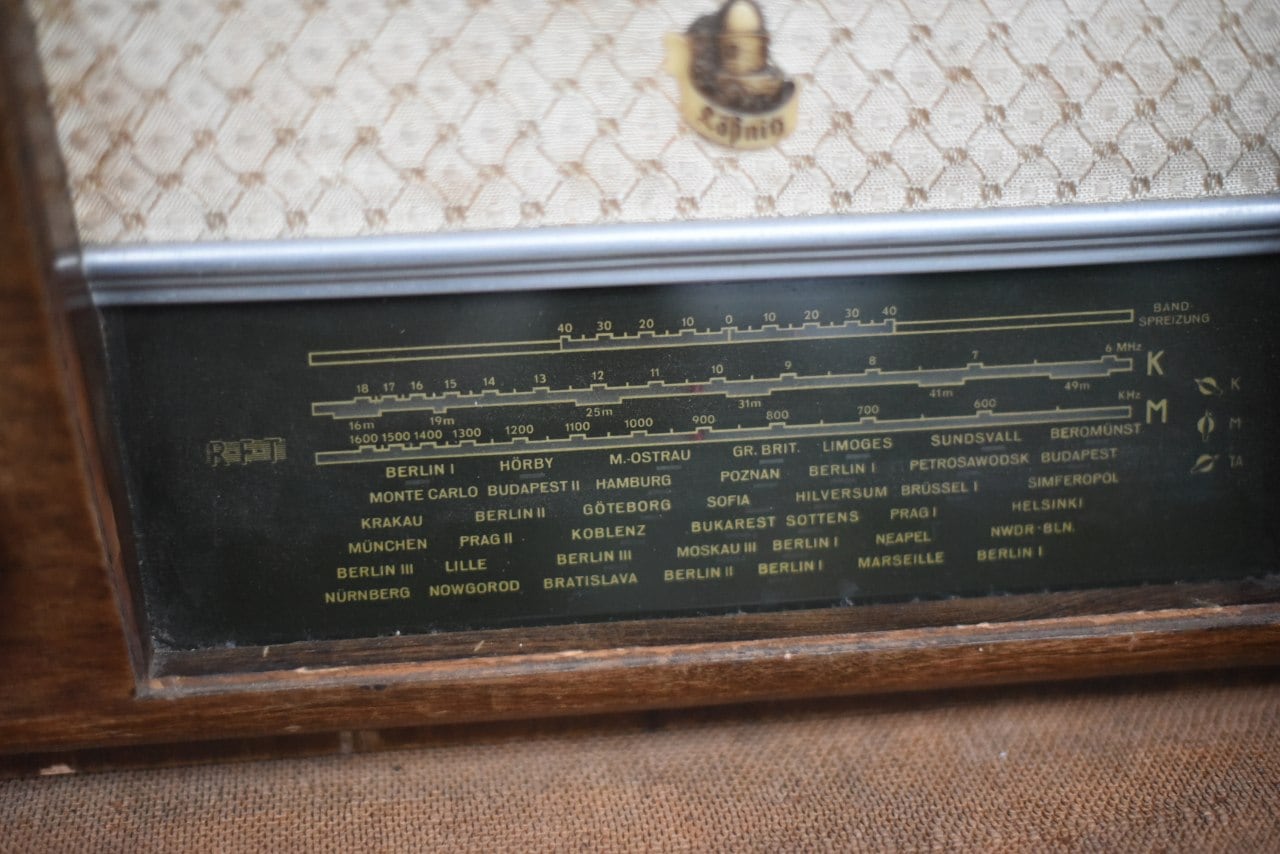 Lößnitz
40 30 20 10 0 10 20 30 40
BAND-
SPREIZUNG
18 17 16 15 14 13 12 11 10 9 8 7 6 MHz
K
16m 19m 25m 31m 41m 49m
1600 1500 1400 1300 1200 1100 1000 900 800 700 600 KHz
M
K
M
TA
RFT
BERLIN I HÖRBY M.-OSTRAU GR. BRIT. LIMOGES SUNDSVALL BEROMÜNST
MONTE CARLO BUDAPEST II HAMBURG POZNAN BERLIN I PETROSAWODSK BUDAPEST
KRAKAU BERLIN II GÖTEBORG SOFIA HILVERSUM BRÜSSEL I SIMFEROPOL
MÜNCHEN PRAG II KOBLENZ BUKAREST SOTTENS PRAG I HELSINKI
BERLIN III LILLE BERLIN III MOSKAU III BERLIN I NEAPEL NWDR-BLN.
NÜRNBERG NOWGOROD BRATISLAVA BERLIN II BERLIN I MARSEILLE BERLIN I